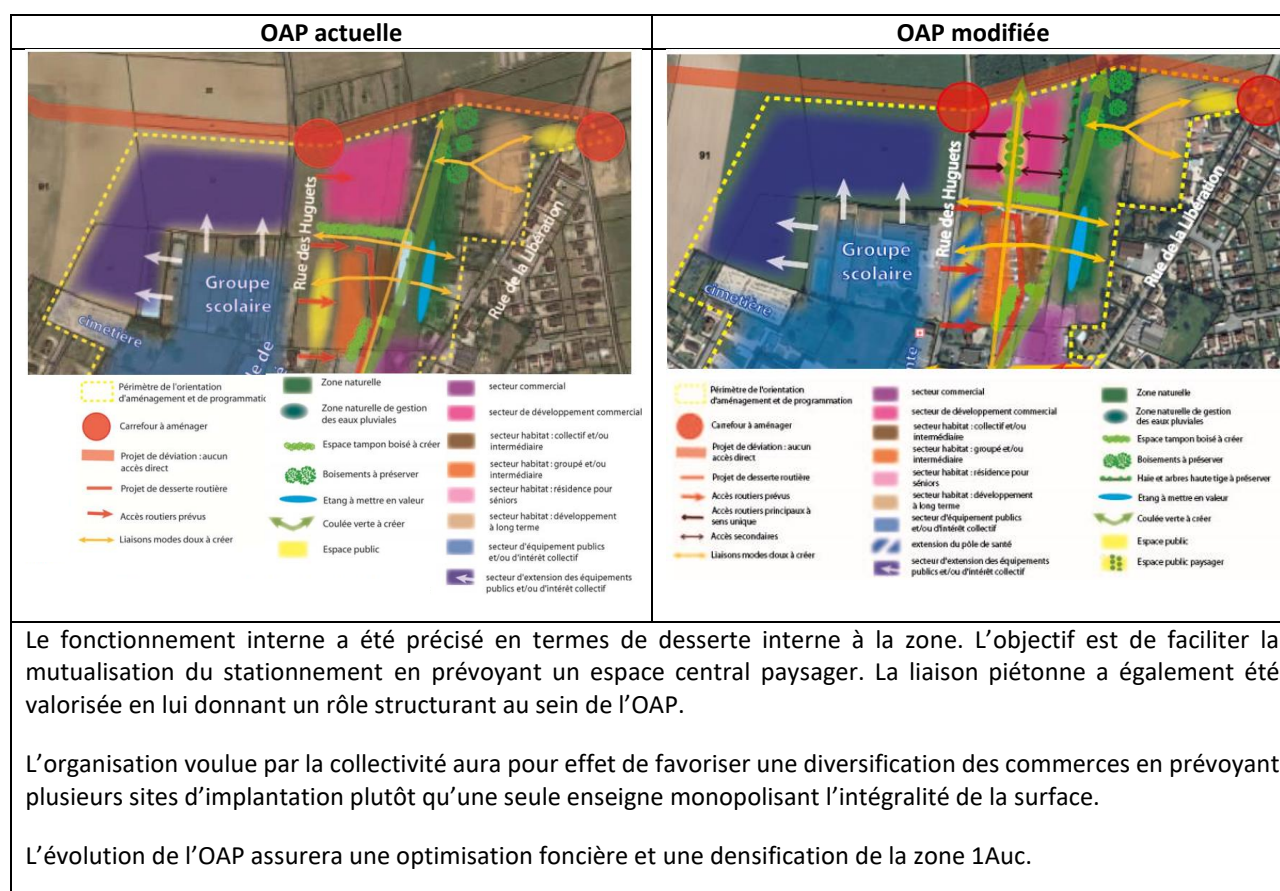 OAP actuelle
OAP modifiée
91
Rue des Huguets
Rue de la Libération
Groupe
scolaire
cimetière
91
Rue des Huguets
Rue de la Libération
Groupe
scolaire
cimetière
Périmètre de l'orientation
d'aménagement et de programmatic
Carrefour à aménager
Projet de déviation : aucun
accès direct
Projet de desserte routière
Accès routiers prévus
Liaisons modes doux à créer
Zone naturelle
Zone naturelle de gestion
des eaux pluviales
Espace tampon boisé à créer
Boisements à préserver
Etang à mettre en valeur
Coulée verte à créer
Espace public
secteur commercial
secteur de développement commercial
secteur habitat : collectif et/ou
intermédiaire
secteur habitat : groupé et/ou
intermédiaire
secteur habitat : résidence pour
séniors
secteur habitat : développement
à long terme
secteur d'équipement publics
et/ou d'intérêt collectif
secteur d'extension des équipements
publics et/ou d'intérêt collectif
Périmètre de l'orientation
d'aménagement et de programmation
Carrefour à aménager
Projet de déviation : aucun
accès direct
Projet de desserte routière
Accès routiers prévus
Accès routiers principaux à
sens unique
Accès secondaires
Liaisons modes doux à créer
secteur commercial
secteur de développement commercial
secteur habitat : collectif et/ou
intermédiaire
secteur habitat : groupé et/ou
intermédiaire
secteur habitat : résidence pour
séniors
secteur habitat : développement
à long terme
secteur d'équipement publics
et/ou d'intérêt collectif
extension du pôle de santé
secteur d'extension des équipements
publics et/ou d'intérêt collectif
Zone naturelle
Zone naturelle de gestion
des eaux pluviales
Espace tampon boisé à créer
Boisements à préserver
Haie et arbres haute tige à préserver
Etang à mettre en valeur
Coulée verte à créer
Espace public
Espace public paysager
Le fonctionnement interne a été précisé en termes de desserte interne à la zone. L'objectif est de faciliter la
mutualisation du stationnement en prévoyant un espace central paysager. La liaison piétonne a également été
valorisée en lui donnant un rôle structurant au sein de l'OAP.
L'organisation voulue par la collectivité aura pour effet de favoriser une diversification des commerces en prévoyant
plusieurs sites d'implantation plutôt qu'une seule enseigne monopolisant l'intégralité de la surface.
L'évolution de l'OAP assurera une optimisation foncière et une densification de la zone 1Auc.